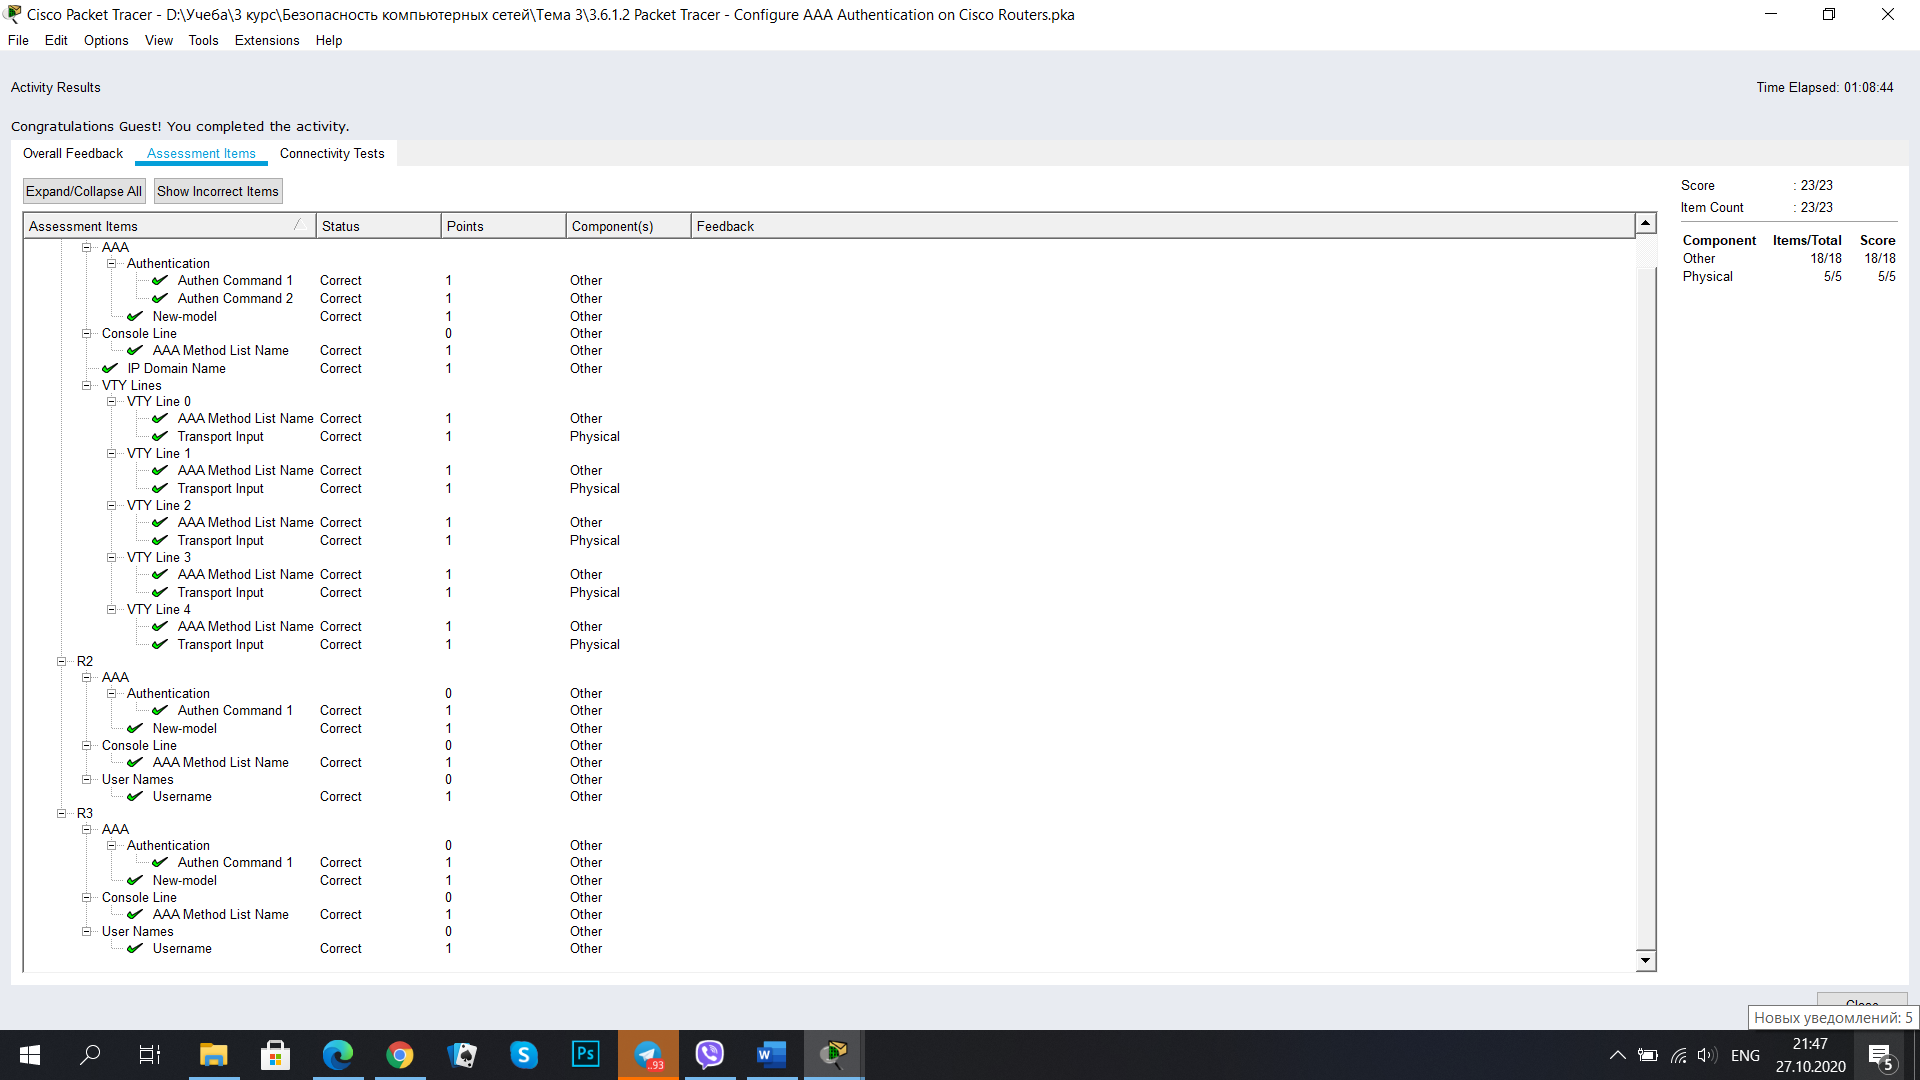 Cisco Packet Tracer - D:\Учеба\3 курс\Безопасность компьютерных сетей\Тема 3\3.6.1.2 Packet Tracer - Configure AAA Authentication on Cisco Routers.pka
File Edit Options View Tools Extensions Help
Activity Results Time Elapsed: 01:08:44
Congratulations Guest! You completed the activity.
Overall Feedback Assessment Items Connectivity Tests
Expand/Collapse All Show Incorrect Items
Score : 23/23
Item Count : 23/23
Component Items/Total Score
Other 18/18 18/18
Physical 5/5 5/5
Assessment Items Status Points Component(s) Feedback
AAA
Authentication
Authen Command 1 Correct 1 Other
Authen Command 2 Correct 1 Other
New-model Correct 1 Other
Console Line 0 Other
AAA Method List Name Correct 1 Other
IP Domain Name Correct 1 Other
VTY Lines
VTY Line 0
AAA Method List Name Correct 1 Other
Transport Input Correct 1 Physical
VTY Line 1
AAA Method List Name Correct 1 Other
Transport Input Correct 1 Physical
VTY Line 2
AAA Method List Name Correct 1 Other
Transport Input Correct 1 Physical
VTY Line 3
AAA Method List Name Correct 1 Other
Transport Input Correct 1 Physical
VTY Line 4
AAA Method List Name Correct 1 Other
Transport Input Correct 1 Physical
R2
AAA
Authentication 0 Other
Authen Command 1 Correct 1 Other
New-model Correct 1 Other
Console Line 0 Other
AAA Method List Name Correct 1 Other
User Names 0 Other
Username Correct 1 Other
R3
AAA
Authentication 0 Other
Authen Command 1 Correct 1 Other
New-model Correct 1 Other
Console Line 0 Other
AAA Method List Name Correct 1 Other
User Names 0 Other
Username Correct 1 Other
Close
Новых уведомлений: 5
S Ps ..93 W ENG 21:47
27.10.2020 5